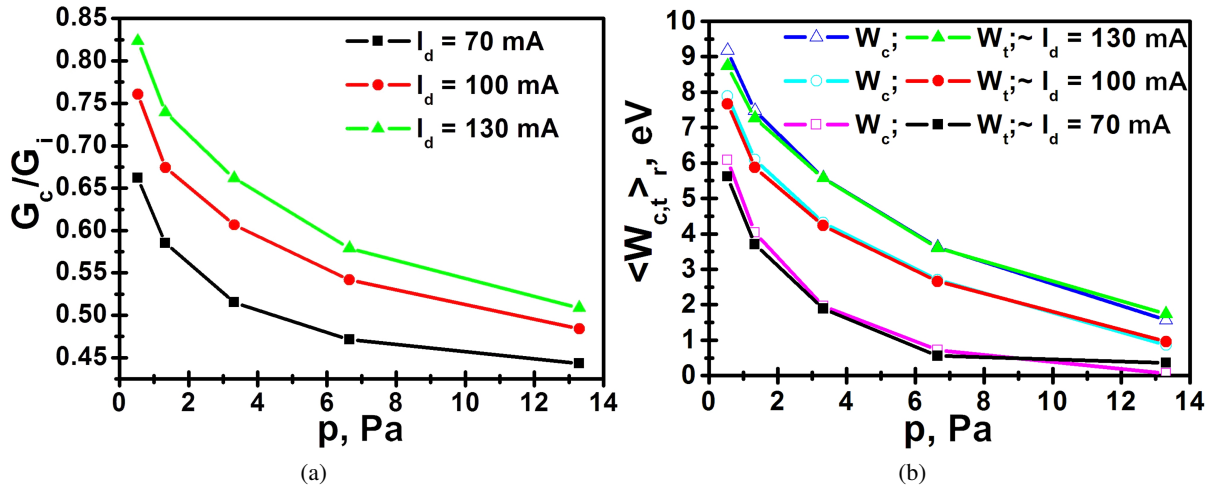 0.85
0.80
0.75
0.70
0.65
0.60
0.55
0.50
0.45
G_c/G_i
I_d = 70 mA
I_d = 100 mA
I_d = 130 mA
0 2 4 6 8 10 12 14
p, Pa
(a)
10
9
8
7
6
5
4
3
2
1
0
<W_c,t>_r, eV
W_c; W_t;~ I_d = 130 mA
W_c; W_t;~ I_d = 100 mA
W_c; W_t;~ I_d = 70 mA
0 2 4 6 8 10 12 14
p, Pa
(b)